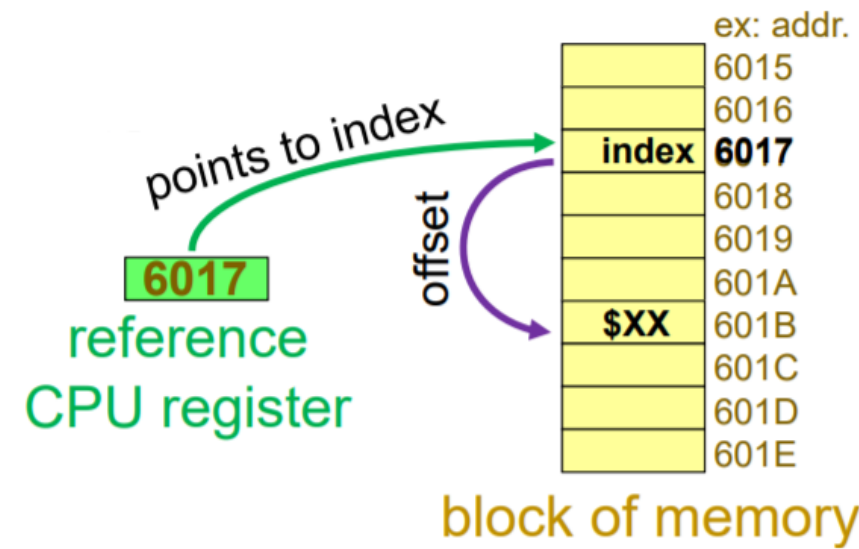 ex: addr.
6015
6016
points to index
index 6017
6018
offset
6019
6017
601A
reference
$XX 601B
CPU register
601C
601D
601E
block of memory